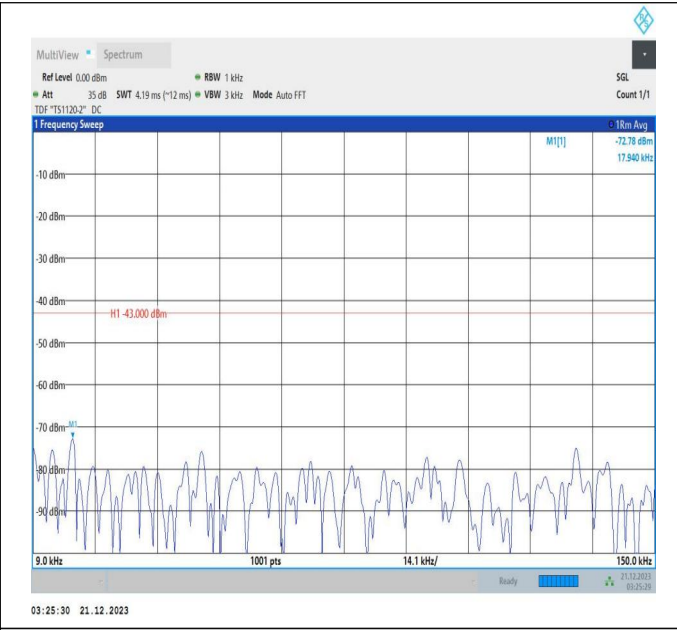 R S
MultiView Spectrum
Ref Level 0.00 dBm RBW 1 kHz SGL
Att 35 dB SWT 4.19 ms (~12 ms) VBW 3 kHz Mode Auto FFT Count 1/1
TDF "TS1120-2" DC
1 Frequency Sweep 1Rm Avg
M1[1] -72.78 dBm
17.940 kHz
-10 dBm
-20 dBm
-30 dBm
-40 dBm
H1 -43.000 dBm
-50 dBm
-60 dBm
-70 dBm
M1
-80 dBm
-90 dBm
9.0 kHz 1001 pts 14.1 kHz/ 150.0 kHz
Ready 21.12.2023
03:25:29
03:25:30 21.12.2023